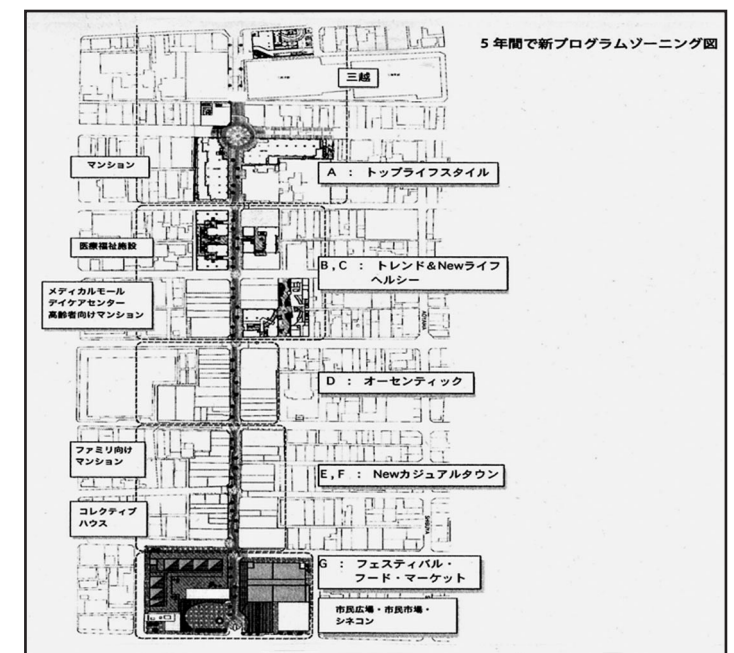 5年間で新プログラムゾーニング図
三越
マンション
A : トップライフスタイル
医療福祉施設
B,C : トレンド&Newライフ
ヘルシー
メディカルモール
デイケアセンター
高齢者向けマンション
D : オーセンティック
ファミリ向け
マンション
E,F : Newカジュアルタウン
コレクティブ
ハウス
G : フェスティバル・
フード・マーケット
市民広場・市民市場・
シネコン